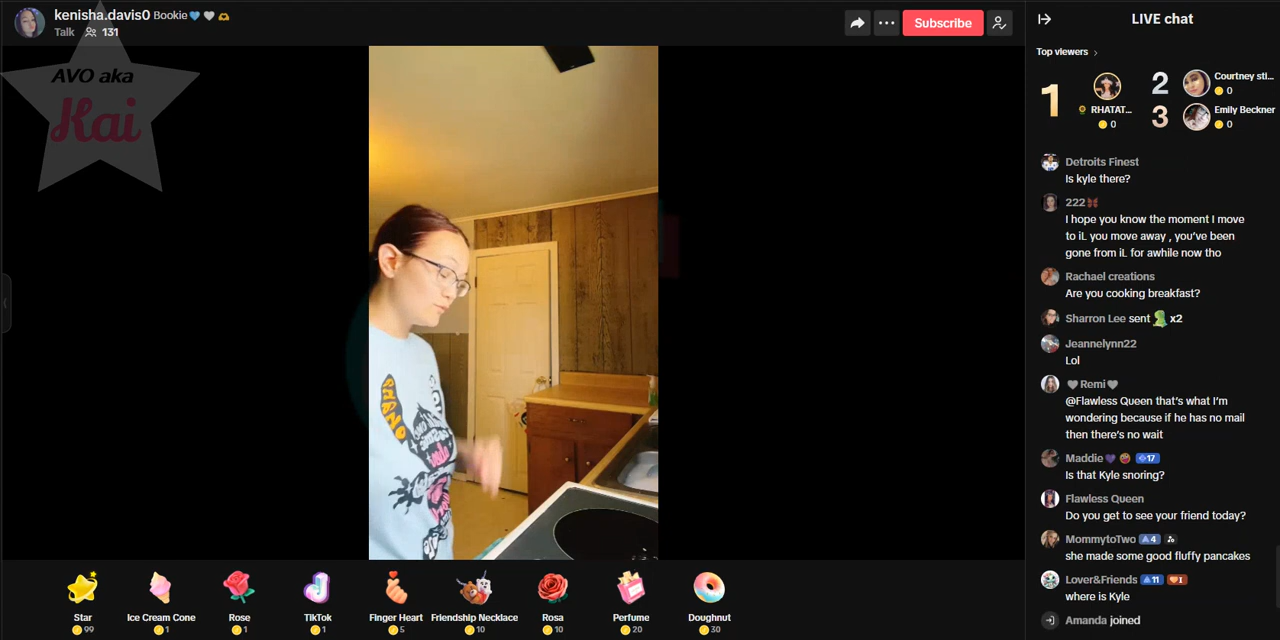 kenisha.davis0 Bookie
Talk 131
Subscribe
AVO aka
Kai
LIVE chat
Top viewers
1
RHATAT...
0
2
Courtney sti...
0
3
Emily Beckner
0
Detroits Finest
Is kyle there?
222
I hope you know the moment I move
to iL you move away , you've been
gone from iL for awhile now tho
Rachael creations
Are you cooking breakfast?
Sharron Lee sent x2
Jeannelynn22
Lol
Remi
@Flawless Queen that's what I'm
wondering because if he has no mail
then there's no wait
Maddie 17
Is that Kyle snoring?
Flawless Queen
Do you get to see your friend today?
MommytoTwo 4
she made some good fluffy pancakes
Lover&Friends 11 I
where is Kyle
Amanda joined
Star
99
Ice Cream Cone
1
Rose
1
TikTok
1
Finger Heart
5
Friendship Necklace
10
Rosa
10
Perfume
20
Doughnut
30